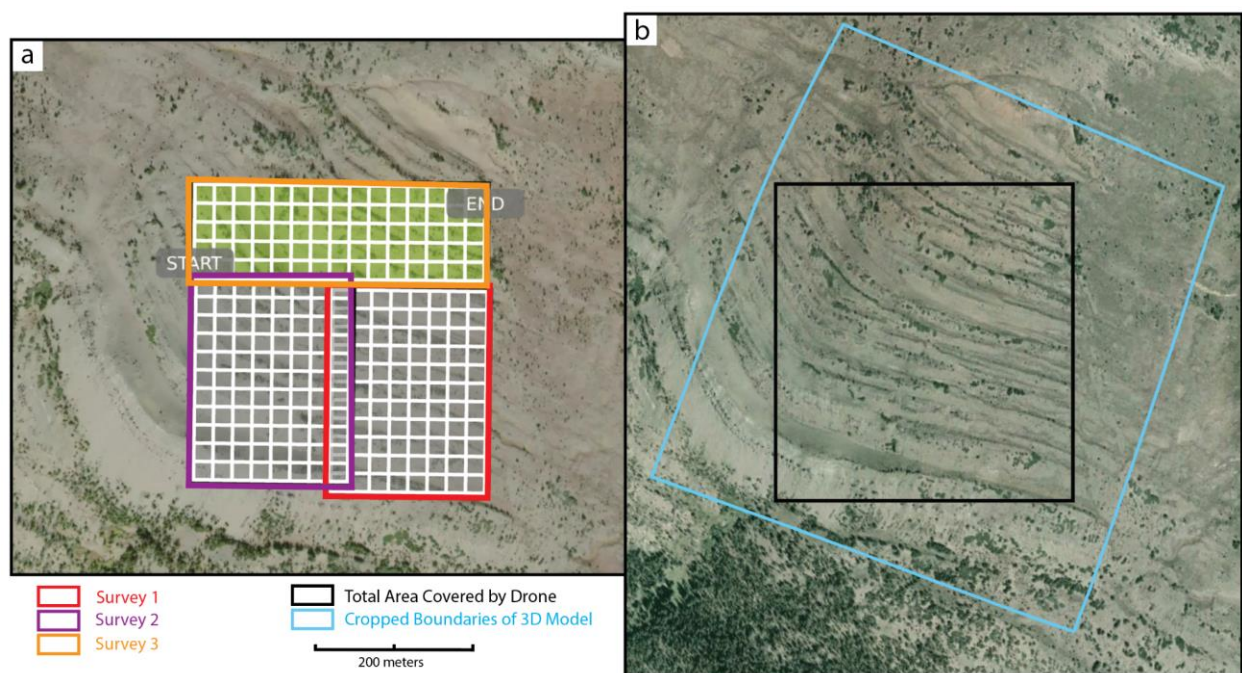 a
b
START
END
Survey 1
Survey 2
Survey 3
Total Area Covered by Drone
Cropped Boundaries of 3D Model
200 meters